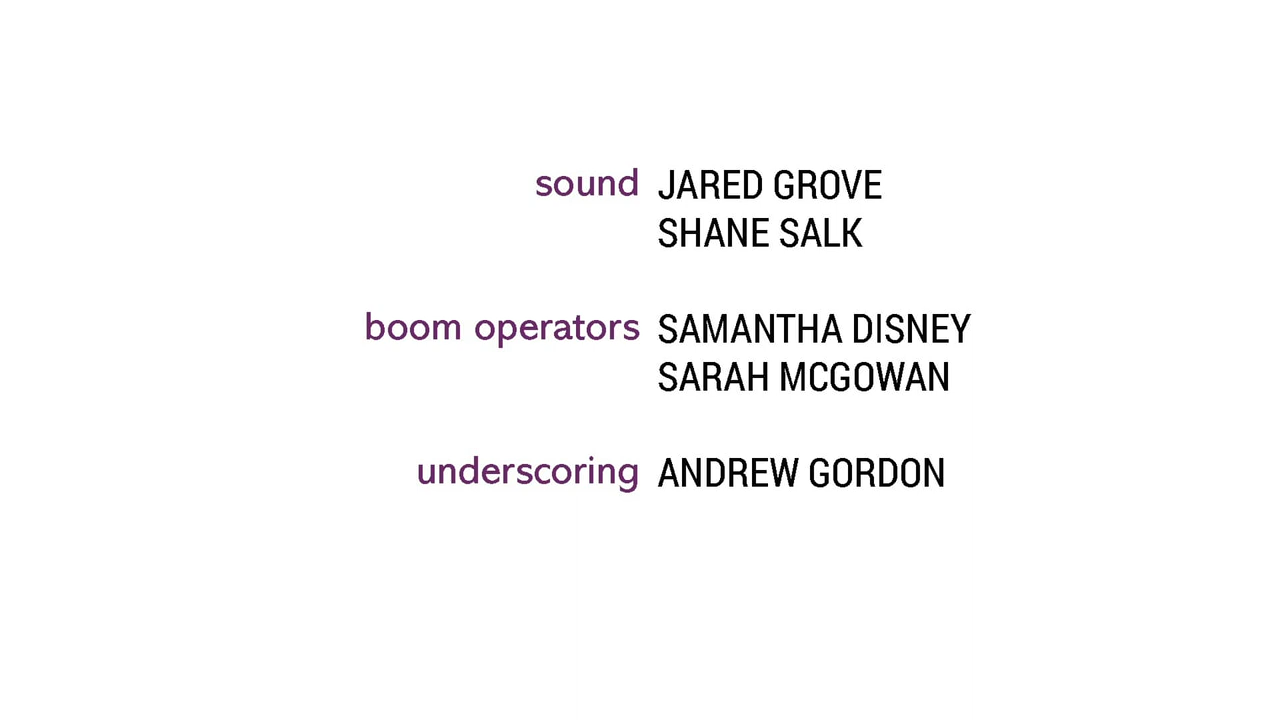 sound JARED GROVE
SHANE SALK
boom operators SAMANTHA DISNEY
SARAH MCGOWAN
underscoring ANDREW GORDON